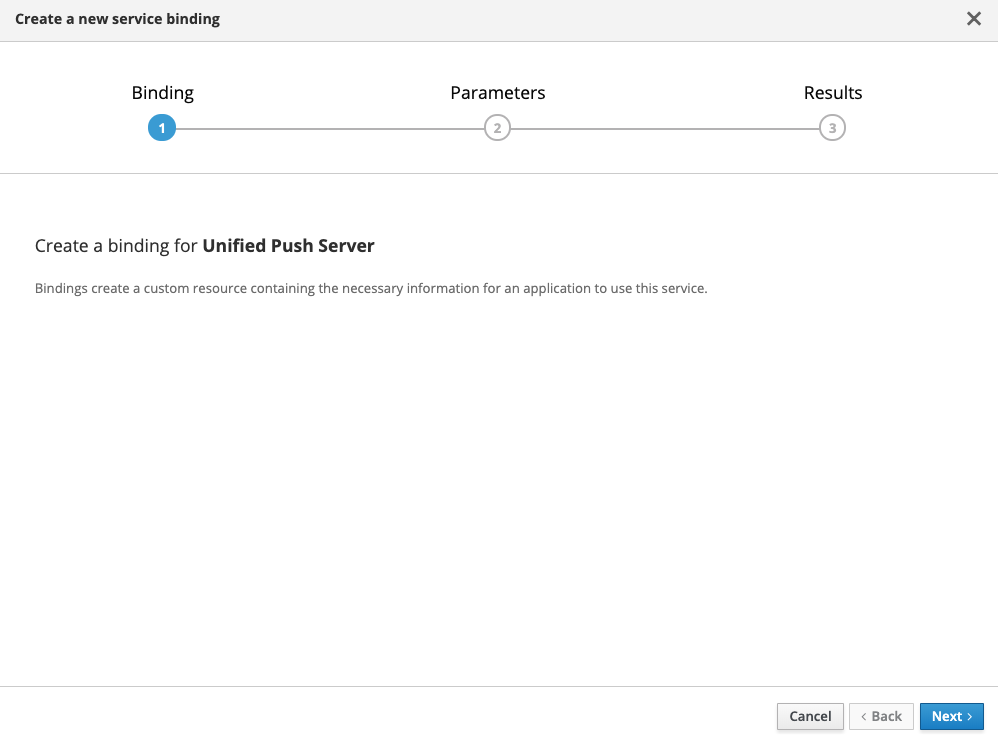 Create a new service binding
Binding
Parameters
Results
1
2
3
Create a binding for Unified Push Server
Bindings create a custom resource containing the necessary information for an application to use this service.
Cancel
< Back
Next >